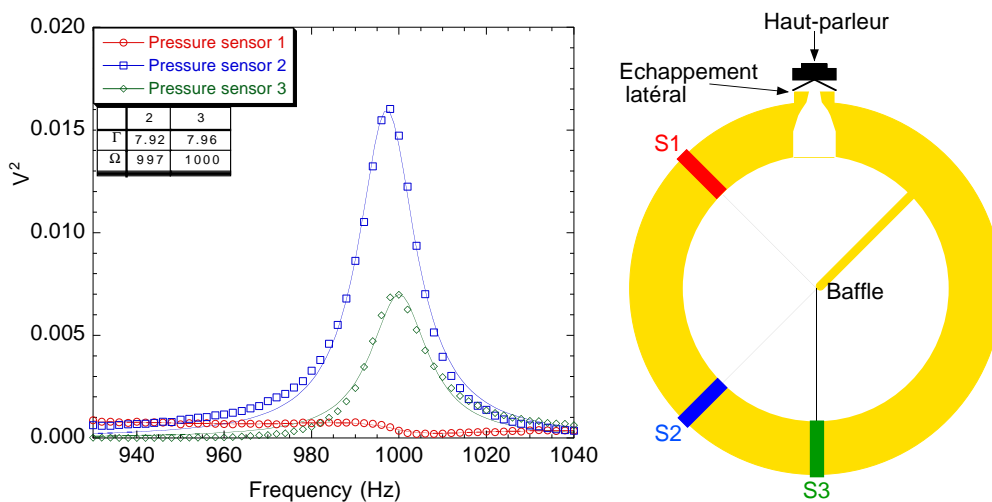 0.020
0.015
0.010
0.005
0.000
V²
940 960 980 1000 1020 1040
Frequency (Hz)
Pressure sensor 1
Pressure sensor 2
Pressure sensor 3
2 3
Γ 7.92 7.96
Ω 997 1000
Haut-parleur
Echappement
latéral
S1
Baffle
S2
S3